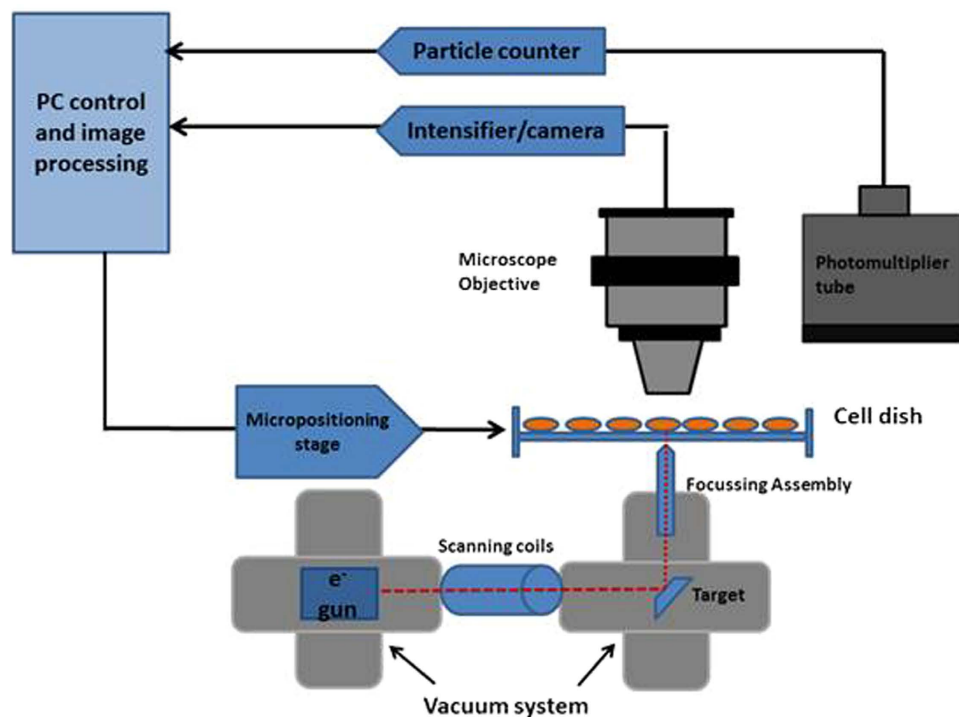 Particle counter
PC control
and image
processing
Intensifier/camera
Microscope
Objective
Photomultiplier
tube
Micropositioning
stage
Cell dish
Focussing Assembly
Scanning coils
e-
gun
Target
Vacuum system